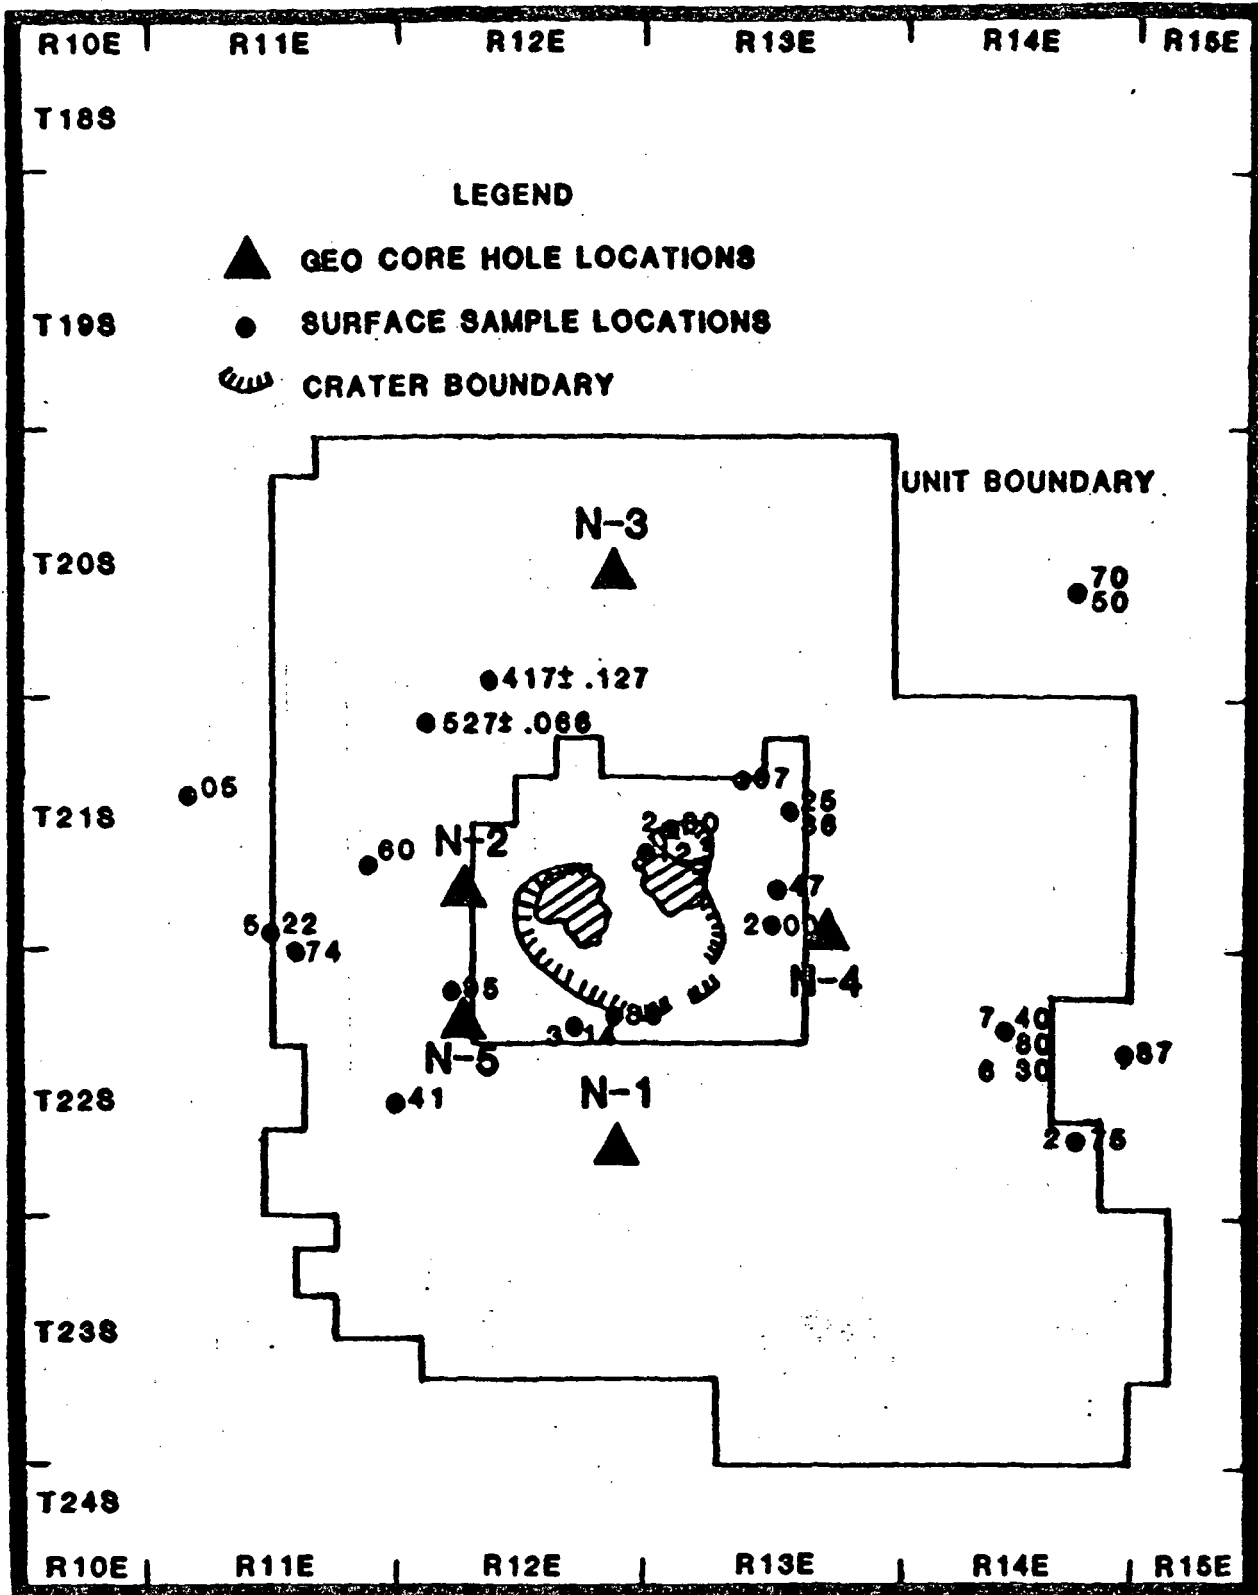 R10E R11E R12E R13E R14E R15E
T18S
LEGEND
GEO CORE HOLE LOCATIONS
T19S
SURFACE SAMPLE LOCATIONS
CRATER BOUNDARY
UNIT BOUNDARY
N-3
T20S
70
50
417± .127
527± .066
05
T21S
25
36
60
N-2
47
5 22
74
2 00
N-4
N-5
7 40
80
6 30
87
T22S
41
N-1
2 75
T23S
T24S
R10E R11E R12E R13E R14E R15E